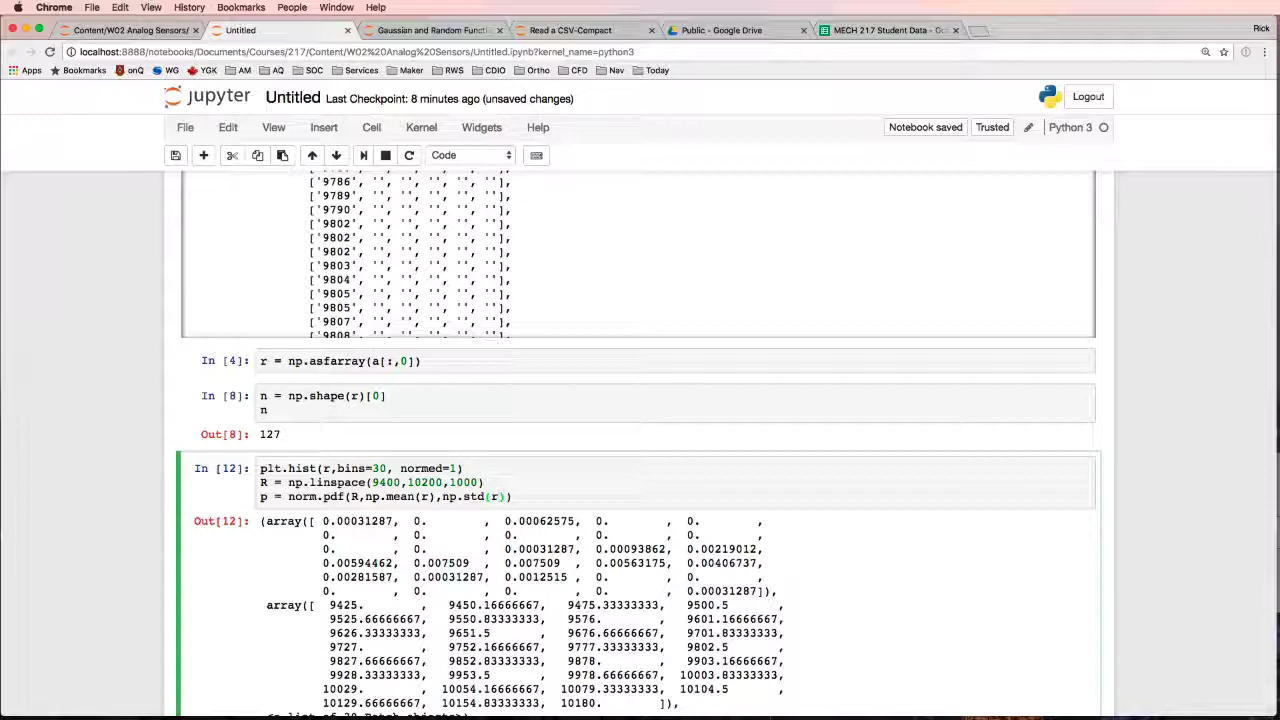 Chrome File Edit View History Bookmarks People Window Help
Content/W02 Analog Sensors/ Untitled Gaussian and Random Functi Read a CSV-Compact Public - Google Drive MECH 217 Student Data - Goo Rick
localhost:8888/notebooks/Documents/Courses/217/Content/W02%20Analog%20Sensors/Untitled.ipynb?kernel_name=python3
Apps Bookmarks onQ WG YGK AM AQ SOC Services Maker RWS CDIO Ortho CFD Nav Today
jupyter Untitled Last Checkpoint: 8 minutes ago (unsaved changes) Logout
File Edit View Insert Cell Kernel Widgets Help Notebook saved Trusted Python 3
Code
['9786', '', '', '', '', ''],
['9789', '', '', '', '', ''],
['9790', '', '', '', '', ''],
['9802', '', '', '', '', ''],
['9802', '', '', '', '', ''],
['9802', '', '', '', '', ''],
['9803', '', '', '', '', ''],
['9804', '', '', '', '', ''],
['9805', '', '', '', '', ''],
['9805', '', '', '', '', ''],
['9807', '', '', '', '', ''],
['9808', '', '', '', '', ''],
In [4]: r = np.asfarray(a[:,0])
In [8]: n = np.shape(r)[0]
n
Out[8]: 127
In [12]: plt.hist(r,bins=30, normed=1)
R = np.linspace(9400,10200,1000)
p = norm.pdf(R,np.mean(r),np.std(r))
Out[12]: (array([ 0.00031287, 0. , 0.00062575, 0. , 0. ,
0. , 0. , 0. , 0. , 0. ,
0. , 0. , 0.00031287, 0.00093862, 0.00219012,
0.00594462, 0.007509 , 0.007509 , 0.00563175, 0.00406737,
0.00281587, 0.00031287, 0.0012515 , 0. , 0. ,
0. , 0. , 0. , 0. , 0.00031287]),
array([ 9425. , 9450.16666667, 9475.33333333, 9500.5 ,
9525.66666667, 9550.83333333, 9576. , 9601.16666667,
9626.33333333, 9651.5 , 9676.66666667, 9701.83333333,
9727. , 9752.16666667, 9777.33333333, 9802.5 ,
9827.66666667, 9852.83333333, 9878. , 9903.16666667,
9928.33333333, 9953.5 , 9978.66666667, 10003.83333333,
10029. , 10054.16666667, 10079.33333333, 10104.5 ,
10129.66666667, 10154.83333333, 10180. ]),
<a list of 30 Patch objects>)